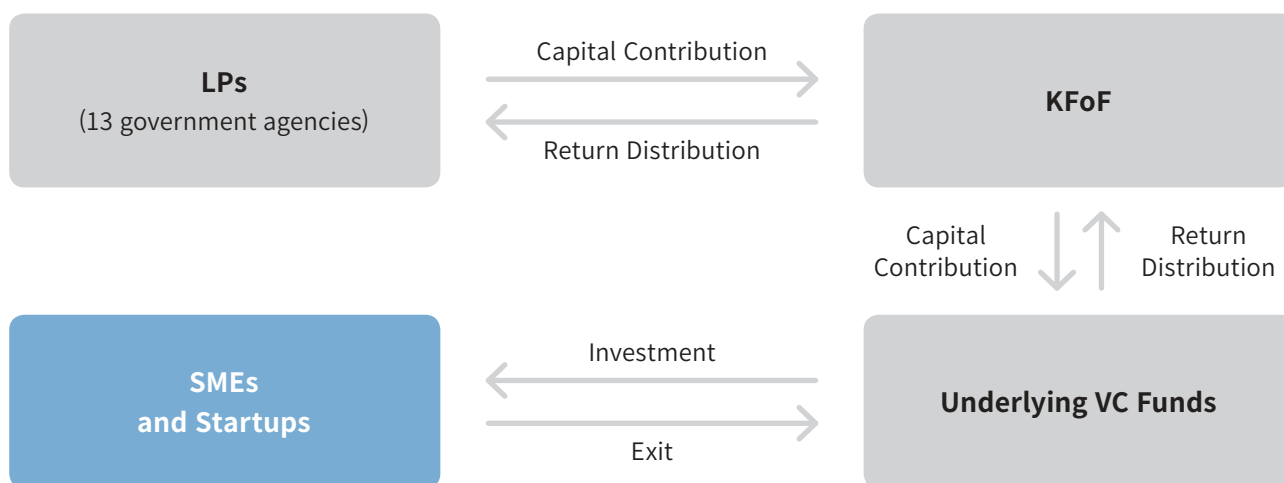 LPs
(13 government agencies)
Capital Contribution
Return Distribution
KFoF
Capital
Contribution
Return
Distribution
SMEs
and Startups
Investment
Exit
Underlying VC Funds